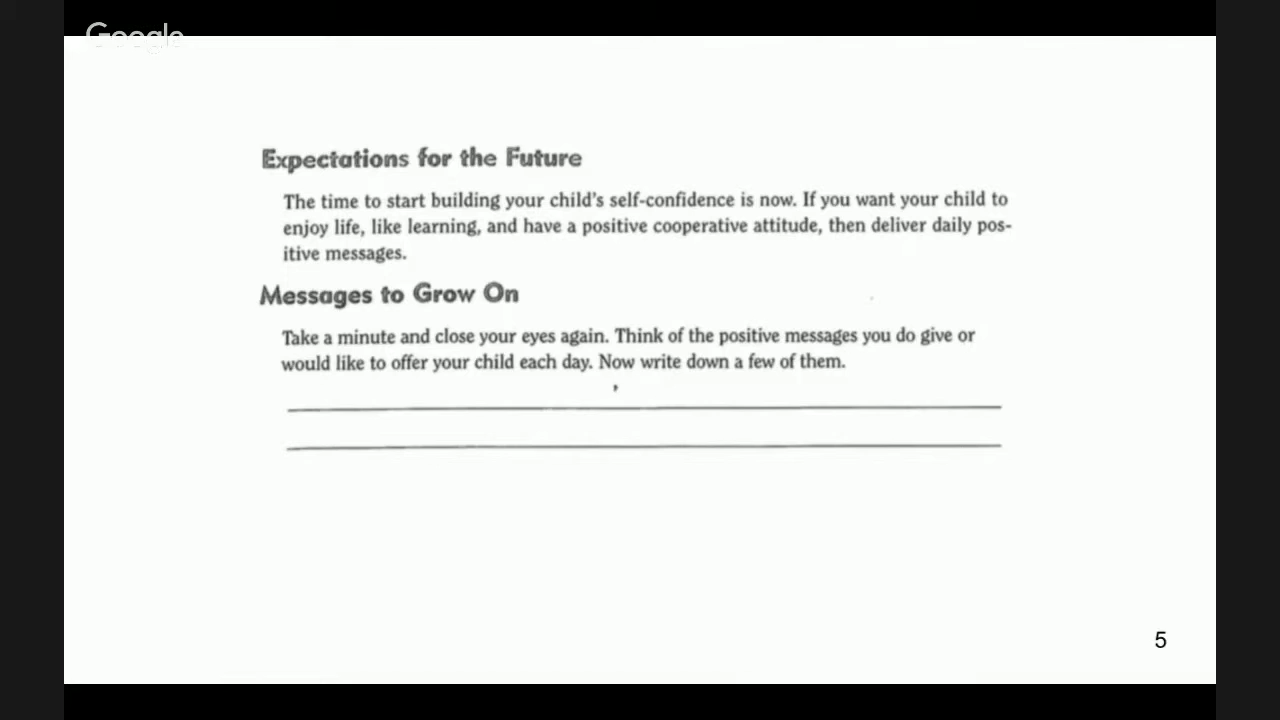 Google
Expectations for the Future
The time to start building your child's self-confidence is now. If you want your child to
enjoy life, like learning, and have a positive cooperative attitude, then deliver daily pos-
itive messages.
Messages to Grow On
Take a minute and close your eyes again. Think of the positive messages you do give or
would like to offer your child each day. Now write down a few of them.
5